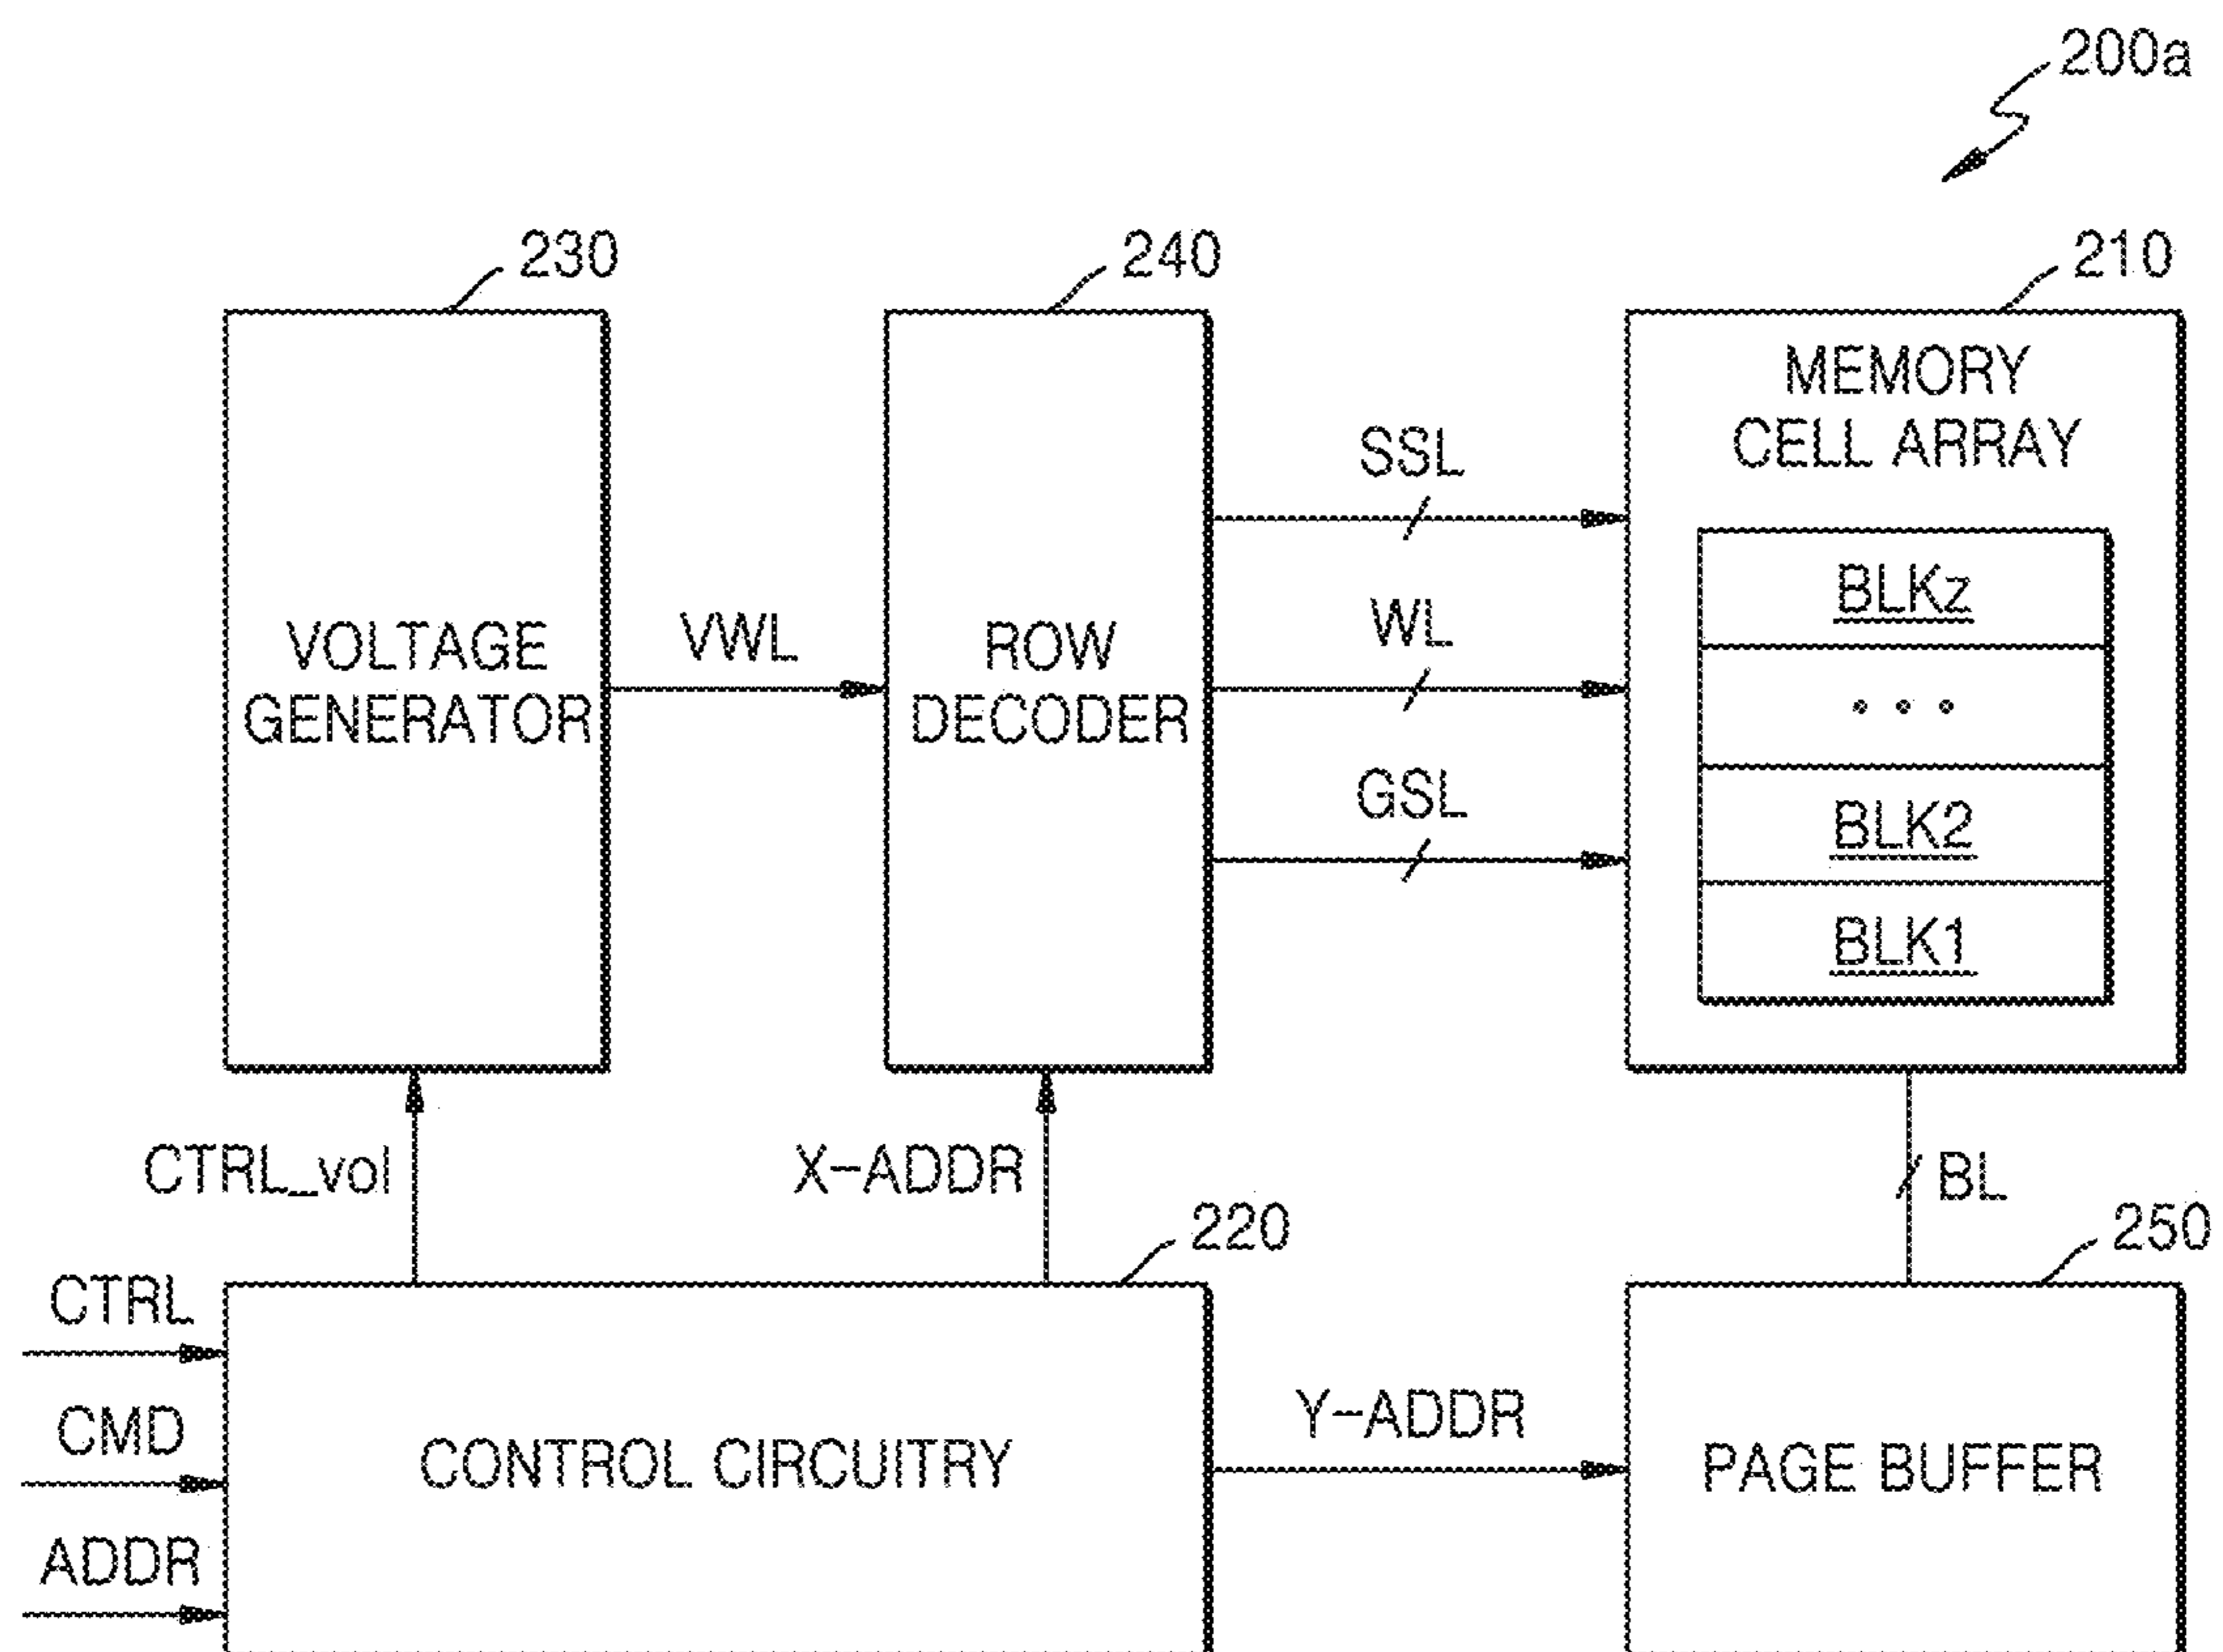 200a
230
240
210
MEMORY
CELL ARRAY
SSL
BLKz
VOLTAGE
GENERATOR
VWL
ROW
DECODER
WL
• • •
GSL
BLK2
BLK1
CTRL_vol
X-ADDR
BL
220
250
CTRL
CMD
ADDR
CONTROL CIRCUITRY
Y-ADDR
PAGE BUFFER